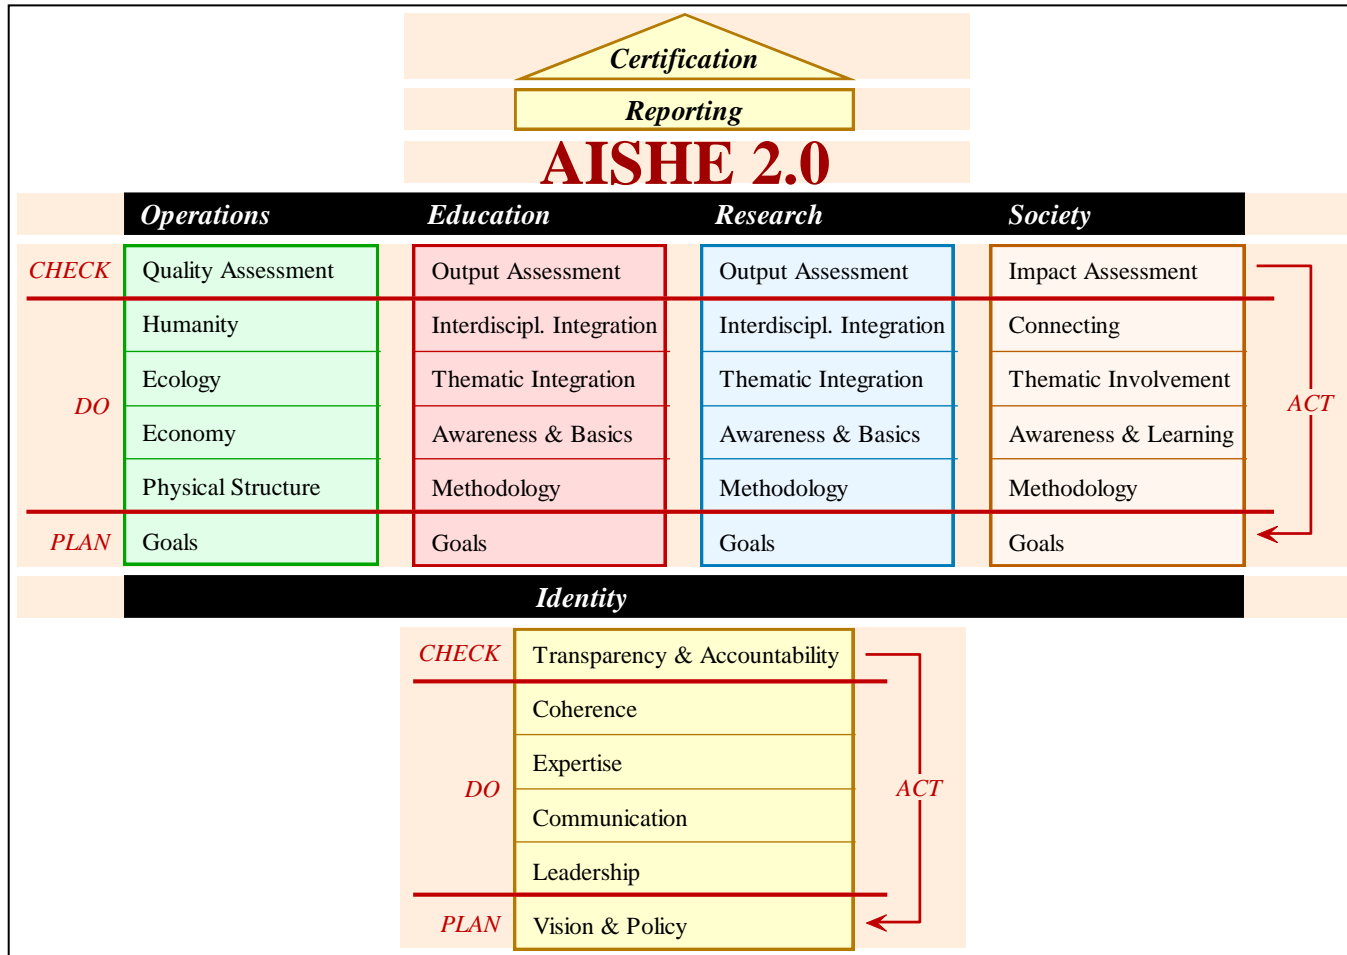 Certification
Reporting
AISHE 2.0
Operations Education Research Society
CHECK Quality Assessment Output Assessment Output Assessment Impact Assessment
Humanity Interdiscipl. Integration Interdiscipl. Integration Connecting
Ecology Thematic Integration Thematic Integration Thematic Involvement
DO ACT
Economy Awareness & Basics Awareness & Basics Awareness & Learning
Physical Structure Methodology Methodology Methodology
PLAN Goals Goals Goals Goals
Identity
CHECK Transparency & Accountability
Coherence
Expertise
DO ACT
Communication
Leadership
PLAN Vision & Policy